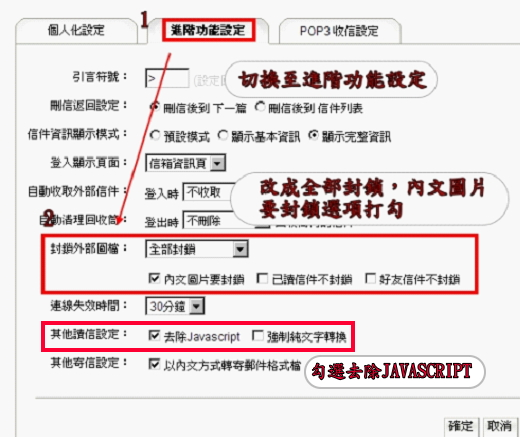 1
個人化設定 進階功能設定 POP3收信設定
引言符號： >
切換至進階功能設定
刪信返回設定： 刪信後到下一篇 刪信後到信件列表
信件資訊顯示模式： 預設模式 顯示基本資訊 顯示完整資訊
登入顯示頁面： 信箱資訊頁
自動收取外部信件： 登入時 不收取
改成全部封鎖，內文圖片
要封鎖選項打勾
2
自動清理回收筒： 登出時 不刪除
封鎖外部圖檔： 全部封鎖
內文圖片要封鎖 已讀信件不封鎖 好友信件不封鎖
連線失效時間： 30分鐘
其他讀信設定： 去除Javascript 強制純文字轉換
其他寄信設定： 以內文方式轉寄郵件格式檔
勾選去除JAVASCRIPT
確定 取消